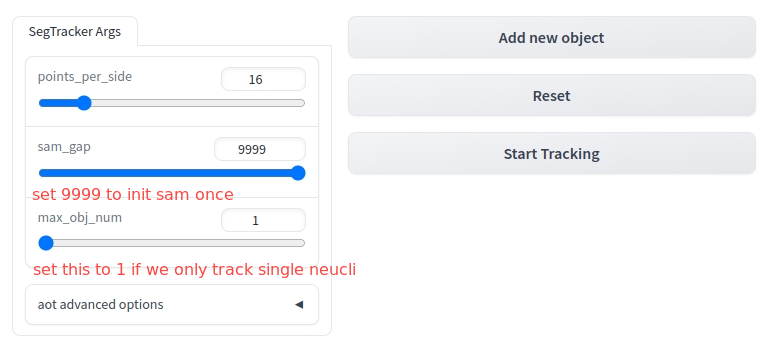 SegTracker Args
points_per_side 16
sam_gap 9999
set 9999 to init sam once
max_obj_num 1
set this to 1 if we only track single neucli
aot advanced options
Add new object
Reset
Start Tracking